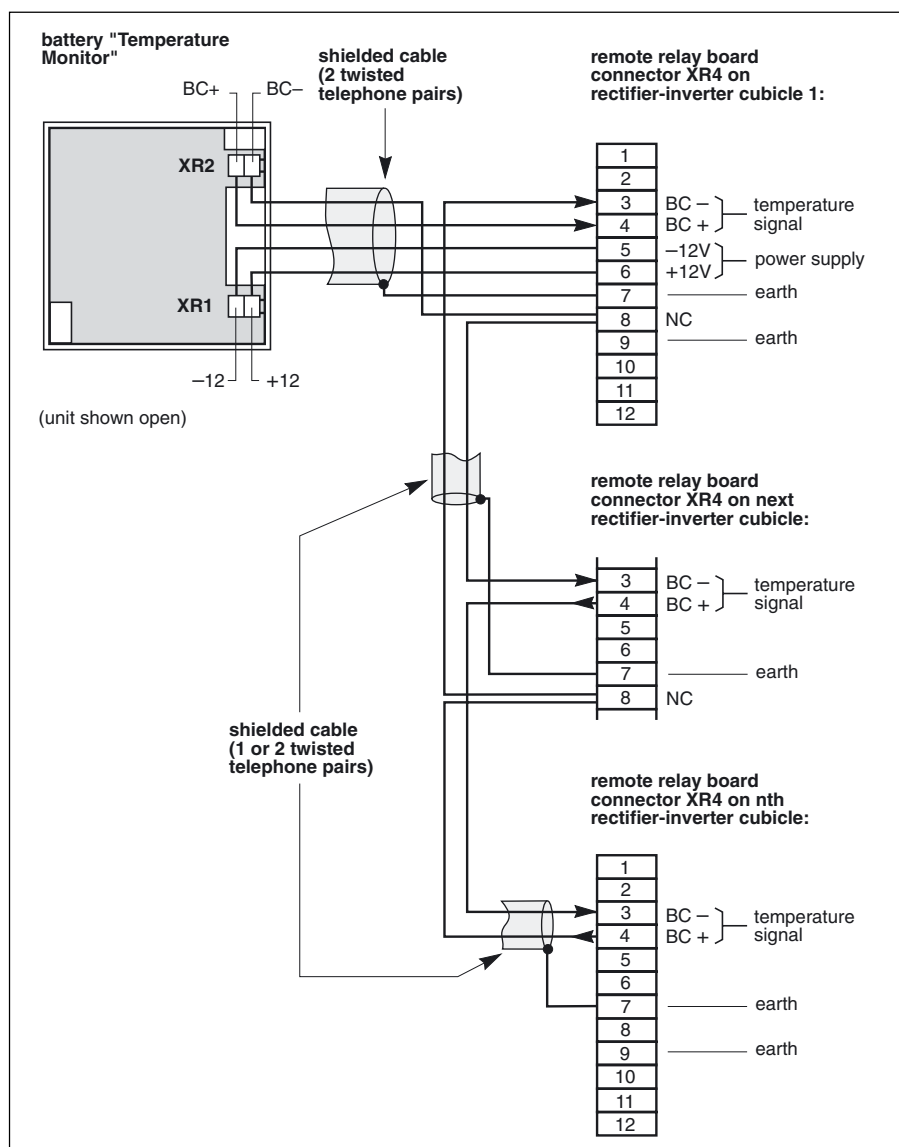 battery "Temperature
Monitor"
BC+
BC–
XR2
XR1
–12
+12
(unit shown open)
shielded cable
(2 twisted
telephone pairs)
remote relay board
connector XR4 on
rectifier-inverter cubicle 1:
1
2
3 BC – temperature
4 BC + signal
5 –12V
6 +12V power supply
7 earth
8 NC
9 earth
10
11
12
remote relay board
connector XR4 on next
rectifier-inverter cubicle:
3 BC – temperature
4 BC + signal
5
6
7 earth
8 NC
shielded cable
(1 or 2 twisted
telephone pairs)
remote relay board
connector XR4 on nth
rectifier-inverter cubicle:
1
2
3 BC – temperature
4 BC + signal
5
6
7 earth
8
9 earth
10
11
12